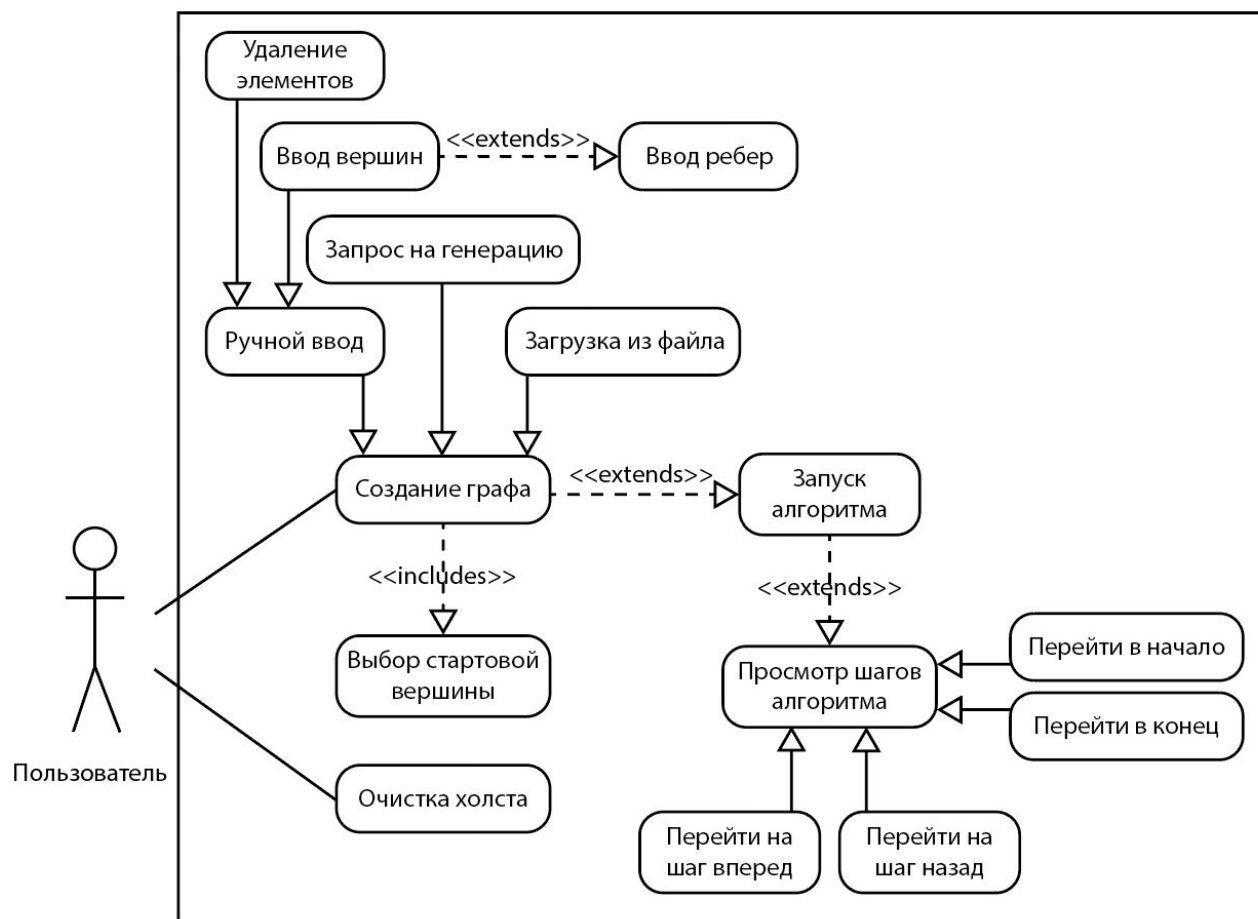 Удаление
элементов
<<extends>>
Ввод вершин
Ввод ребер
Запрос на генерацию
Ручной ввод
Загрузка из файла
Создание графа
<<extends>>
Запуск
алгоритма
<<includes>>
<<extends>>
Выбор стартовой
вершины
Просмотр шагов
алгоритма
Перейти в начало
Перейти в конец
Пользователь
Очистка холста
Перейти на
шаг вперед
Перейти на
шаг назад